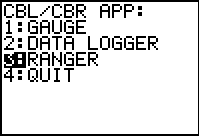 CBL/CBR APP:
1:GAUGE
2:DATA LOGGER
3:RANGER
4:QUIT